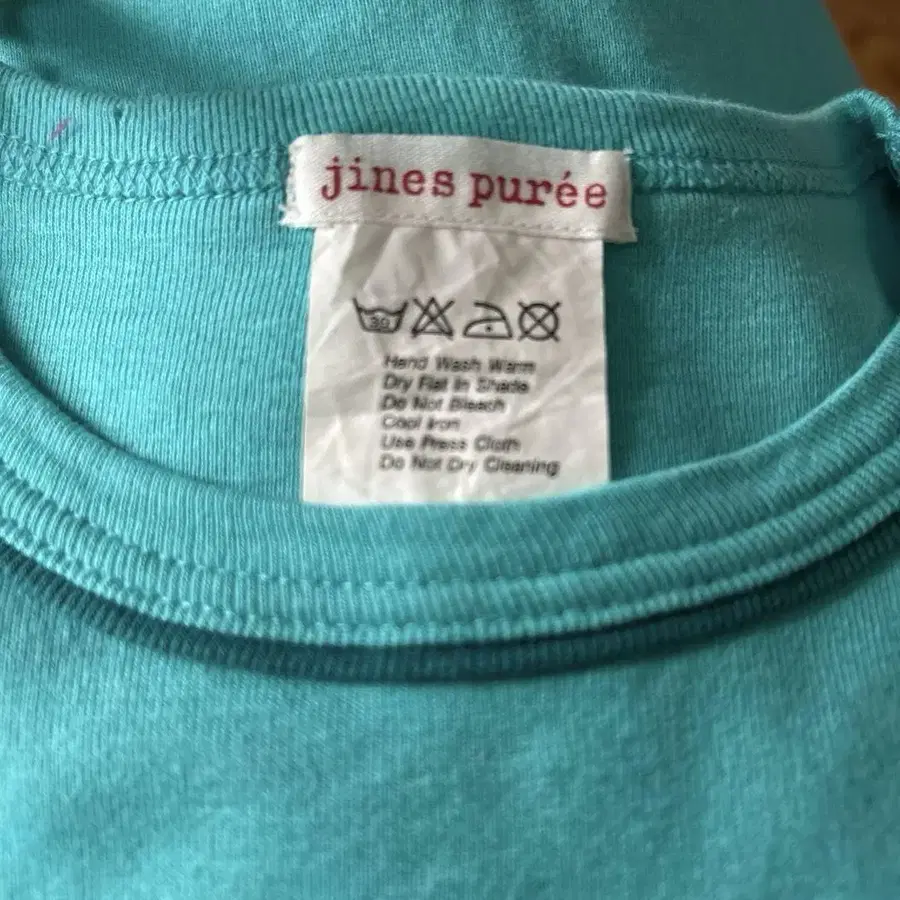 jines purée
30
Hand Wash Warm
Dry Flat In Shade
Do Not Bleach
Cool Iron
Use Press Cloth
Do Not Dry Cleaning